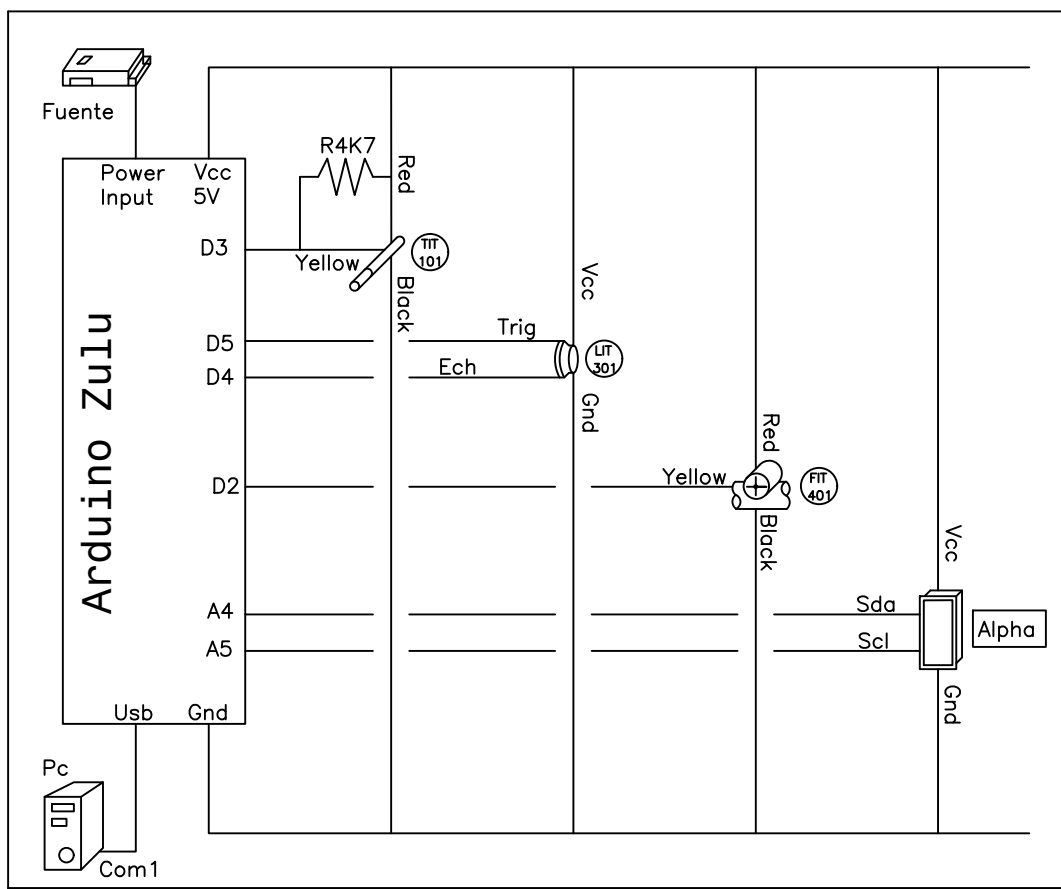 Fuente
R4K7
Red
Power
Input
Vcc
5V
D3
Yellow
TIT
101
Black
Vcc
Arduino Zulu
D5
Trig
LIT
301
D4
Ech
Gnd
Red
D2
Yellow
FIT
401
Black
Vcc
A4
Sda
Alpha
A5
Scl
Gnd
Usb
Gnd
Pc
Com1